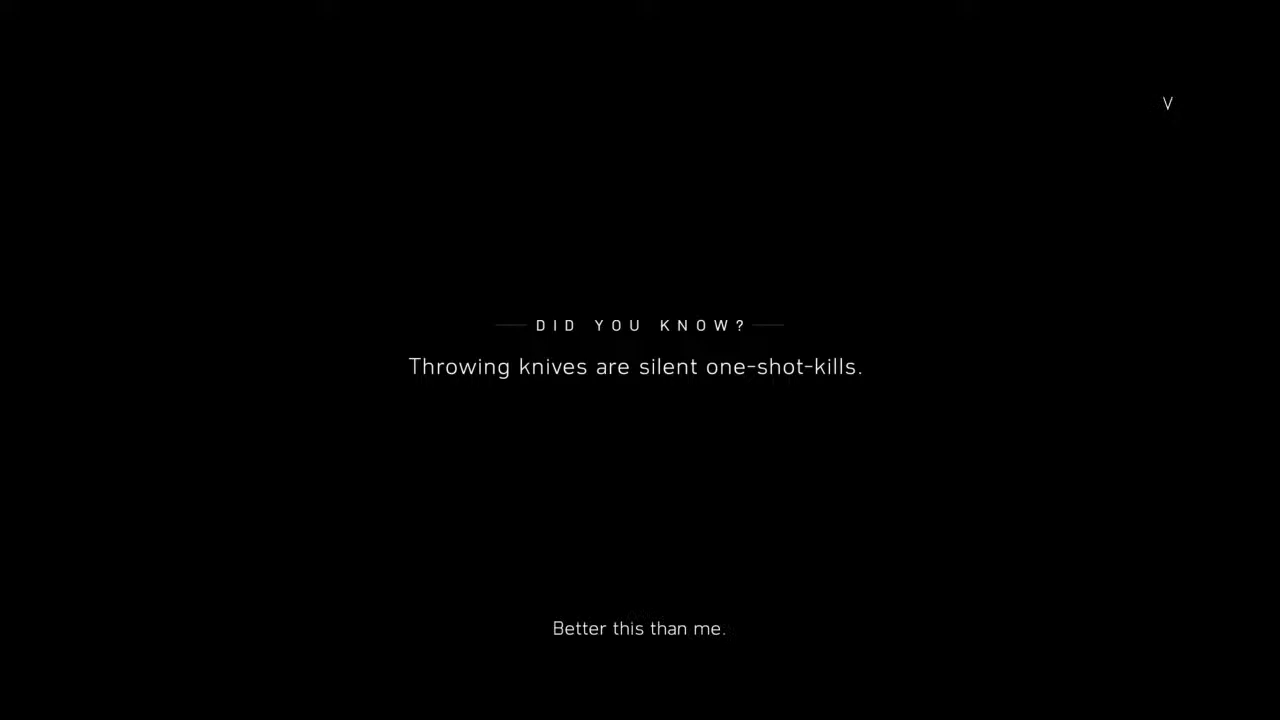 V
DID YOU KNOW?
Throwing knives are silent one-shot-kills.
Better this than me.